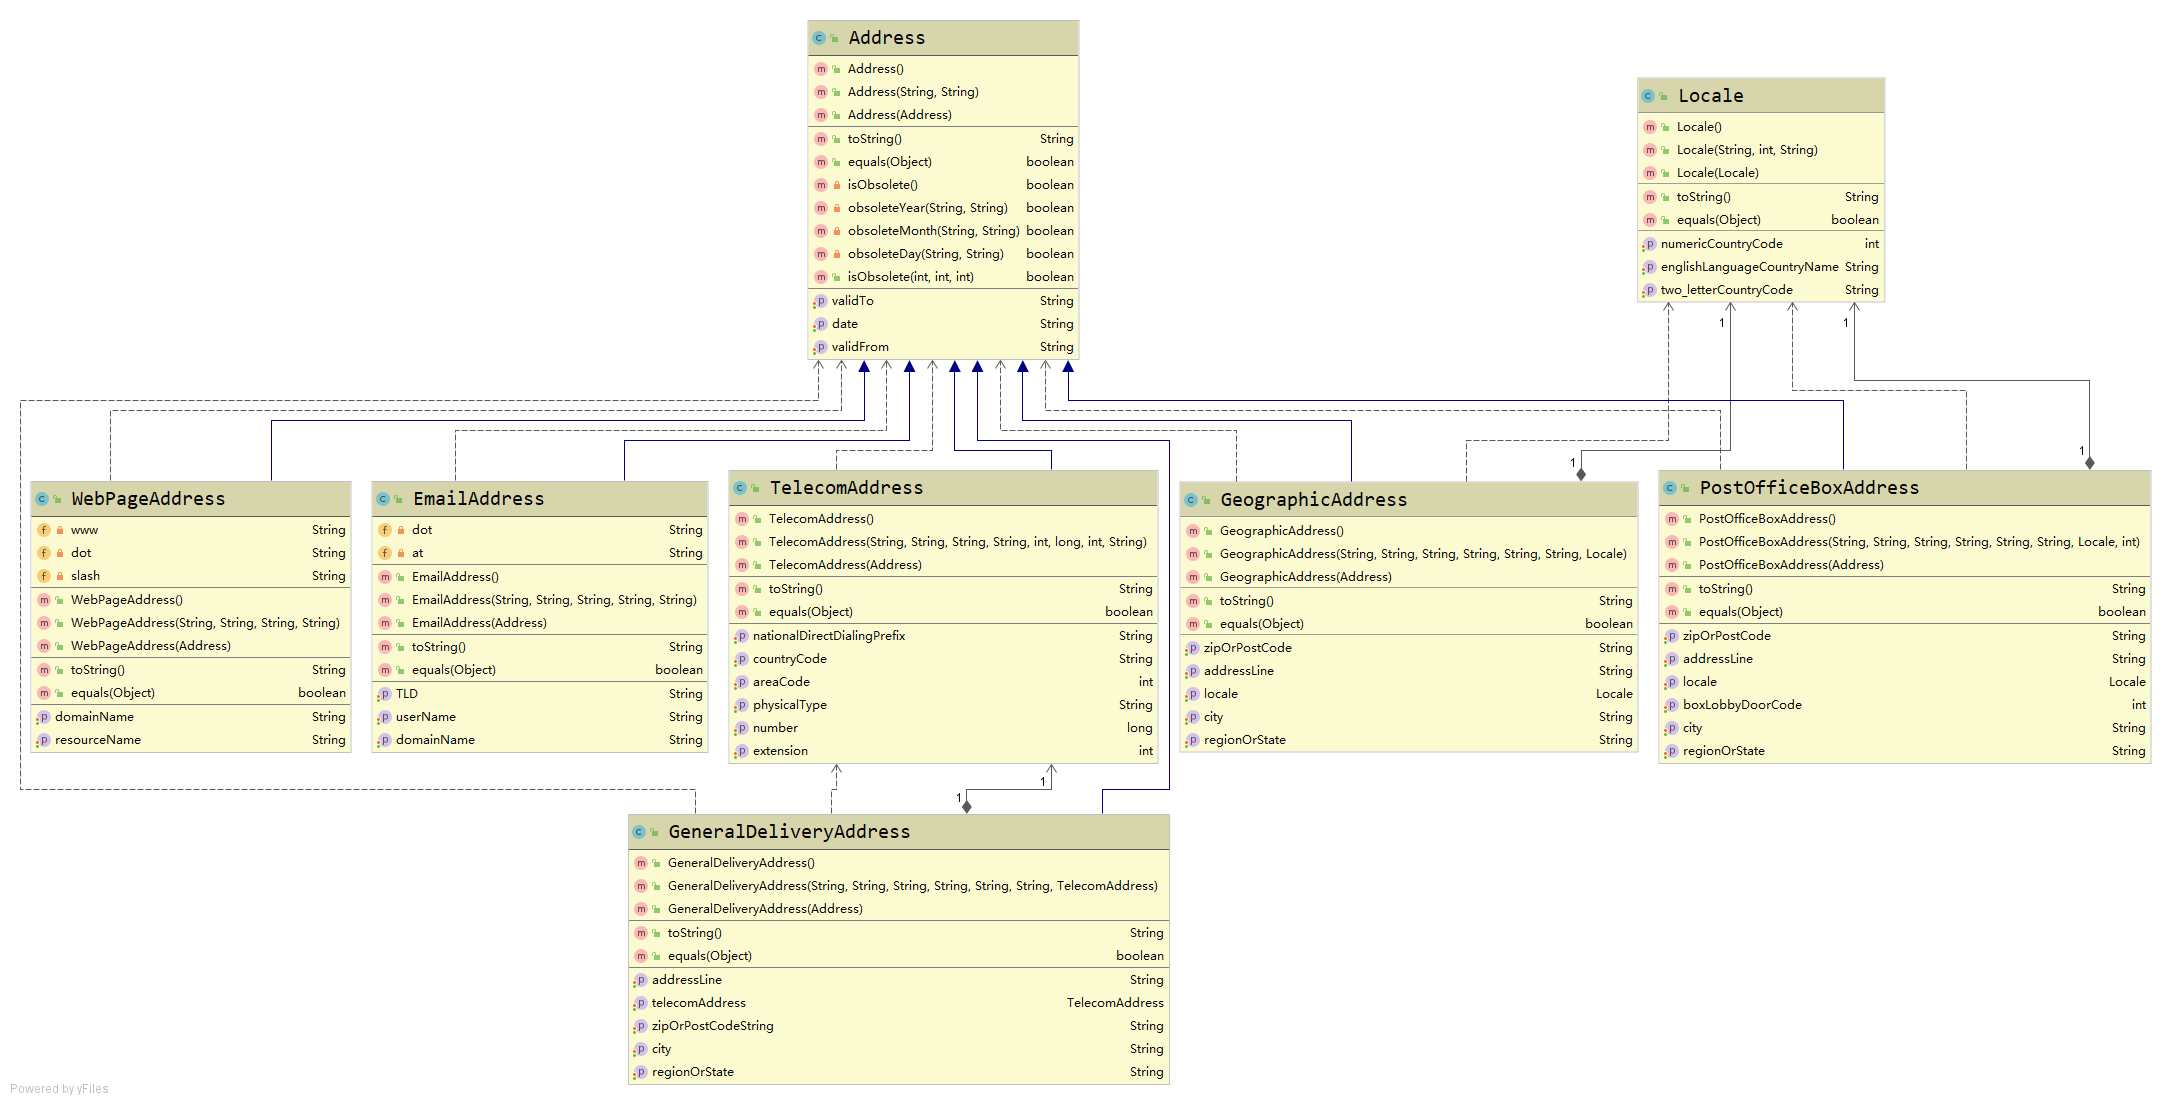 Address
Address()
Address(String, String)
Address(Address)
toString() String
equals(Object) boolean
isObsolete() boolean
obsoleteYear(String, String) boolean
obsoleteMonth(String, String) boolean
obsoleteDay(String, String) boolean
isObsolete(int, int, int) boolean
validTo String
date String
validFrom String
Locale
Locale()
Locale(String, int, String)
Locale(Locale)
toString() String
equals(Object) boolean
numericCountryCode int
englishLanguageCountryName String
two_letterCountryCode String
1
1
1
1
WebPageAddress
www String
dot String
slash String
WebPageAddress()
WebPageAddress(String, String, String, String)
WebPageAddress(Address)
toString() String
equals(Object) boolean
domainName String
resourceName String
EmailAddress
dot String
at String
EmailAddress()
EmailAddress(String, String, String, String, String)
EmailAddress(Address)
toString() String
equals(Object) boolean
TLD String
userName String
domainName String
TelecomAddress
TelecomAddress()
TelecomAddress(String, String, String, String, int, long, int, String)
TelecomAddress(Address)
toString() String
equals(Object) boolean
nationalDirectDialingPrefix String
countryCode String
areaCode int
physicalType String
number long
extension int
GeographicAddress
GeographicAddress()
GeographicAddress(String, String, String, String, String, String, Locale)
GeographicAddress(Address)
toString() String
equals(Object) boolean
zipOrPostCode String
addressLine String
locale Locale
city String
regionOrState String
PostOfficeBoxAddress
PostOfficeBoxAddress()
PostOfficeBoxAddress(String, String, String, String, String, String, Locale, int)
PostOfficeBoxAddress(Address)
toString() String
equals(Object) boolean
zipOrPostCode String
addressLine String
locale Locale
boxLobbyDoorCode int
city String
regionOrState String
1
1
GeneralDeliveryAddress
GeneralDeliveryAddress()
GeneralDeliveryAddress(String, String, String, String, String, String, TelecomAddress)
GeneralDeliveryAddress(Address)
toString() String
equals(Object) boolean
addressLine String
telecomAddress TelecomAddress
zipOrPostCodeString String
city String
regionOrState String
Powered by yFiles